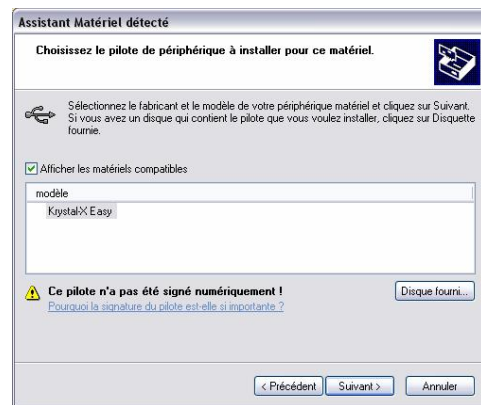 Assistant Matériel détecté
Choisissez le pilote de périphérique à installer pour ce matériel.
Sélectionnez le fabricant et le modèle de votre périphérique matériel et cliquez sur Suivant.
Si vous avez un disque qui contient le pilote que vous voulez installer, cliquez sur Disquette
fournie.
Afficher les matériels compatibles
modèle
Krystal-X Easy
Ce pilote n'a pas été signé numériquement !
Disque fourni...
Pourquoi la signature du pilote est-elle si importante ?
< Précédent
Suivant >
Annuler